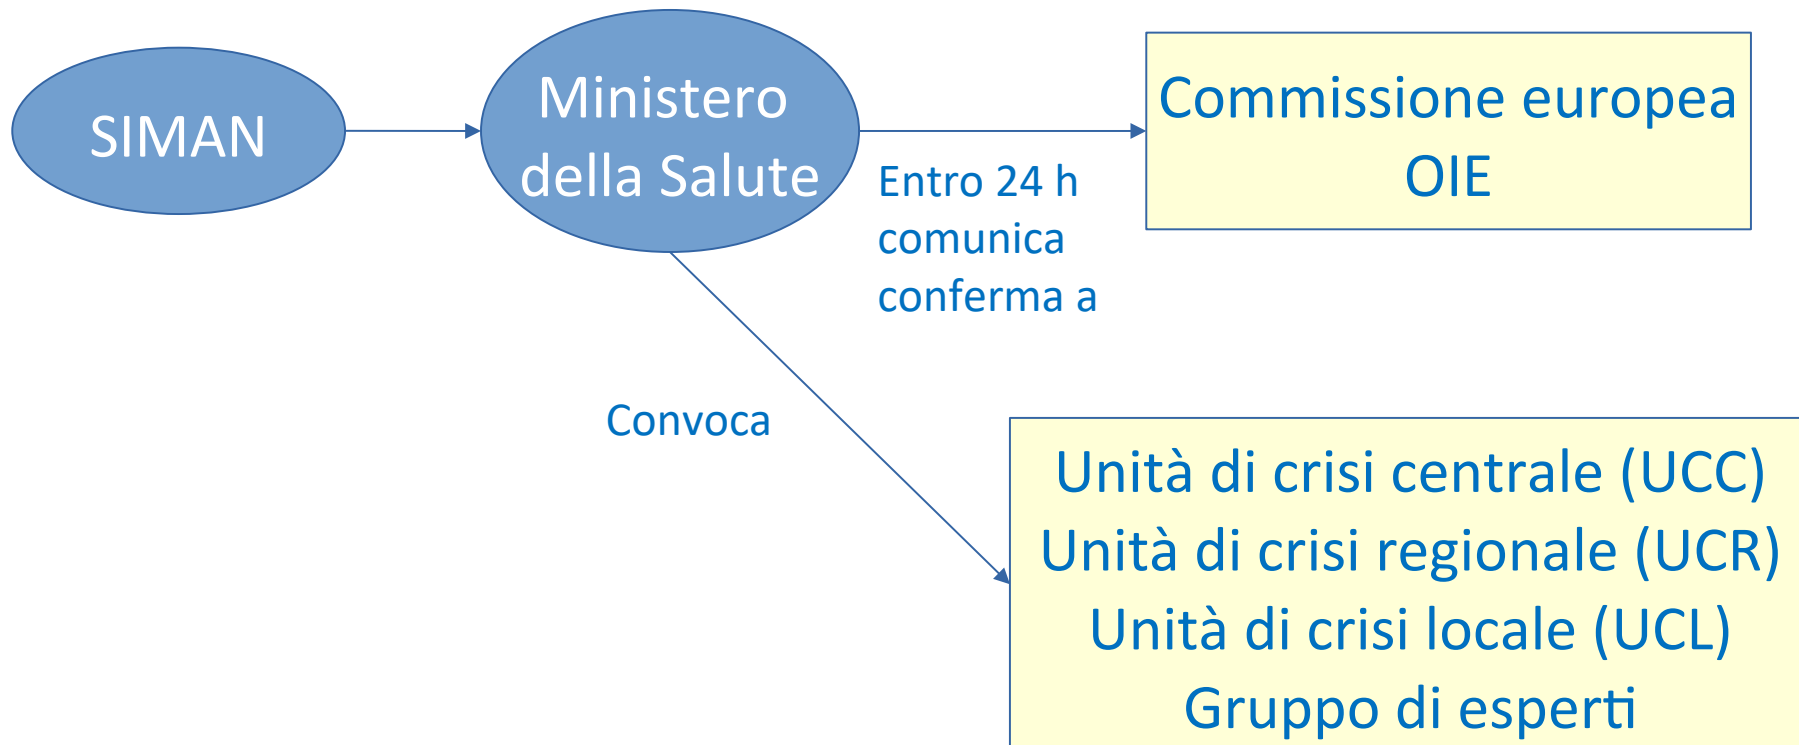 SIMAN
Ministero
della Salute
Entro 24 h
comunica
conferma a
Commissione europea
OIE
Convoca
Unità di crisi centrale (UCC)
Unità di crisi regionale (UCR)
Unità di crisi locale (UCL)
Gruppo di esperti